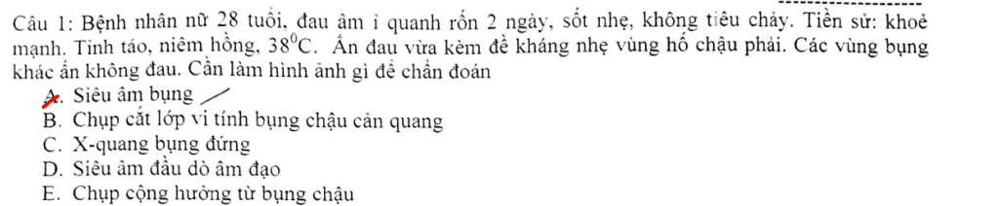 Câu 1: Bệnh nhân nữ 28 tuổi, đau âm ỉ quanh rốn 2 ngày, sốt nhẹ, không tiêu chảy. Tiền sử: khoẻ
mạnh. Tỉnh táo, niêm hồng, 38⁰C. Ấn đau vừa kèm đề kháng nhẹ vùng hố chậu phải. Các vùng bụng
khác ấn không đau. Cần làm hình ảnh gì để chẩn đoán
A. Siêu âm bụng
B. Chụp cắt lớp vi tính bụng chậu cản quang
C. X-quang bụng đứng
D. Siêu âm đầu dò âm đạo
E. Chụp cộng hưởng từ bụng chậu